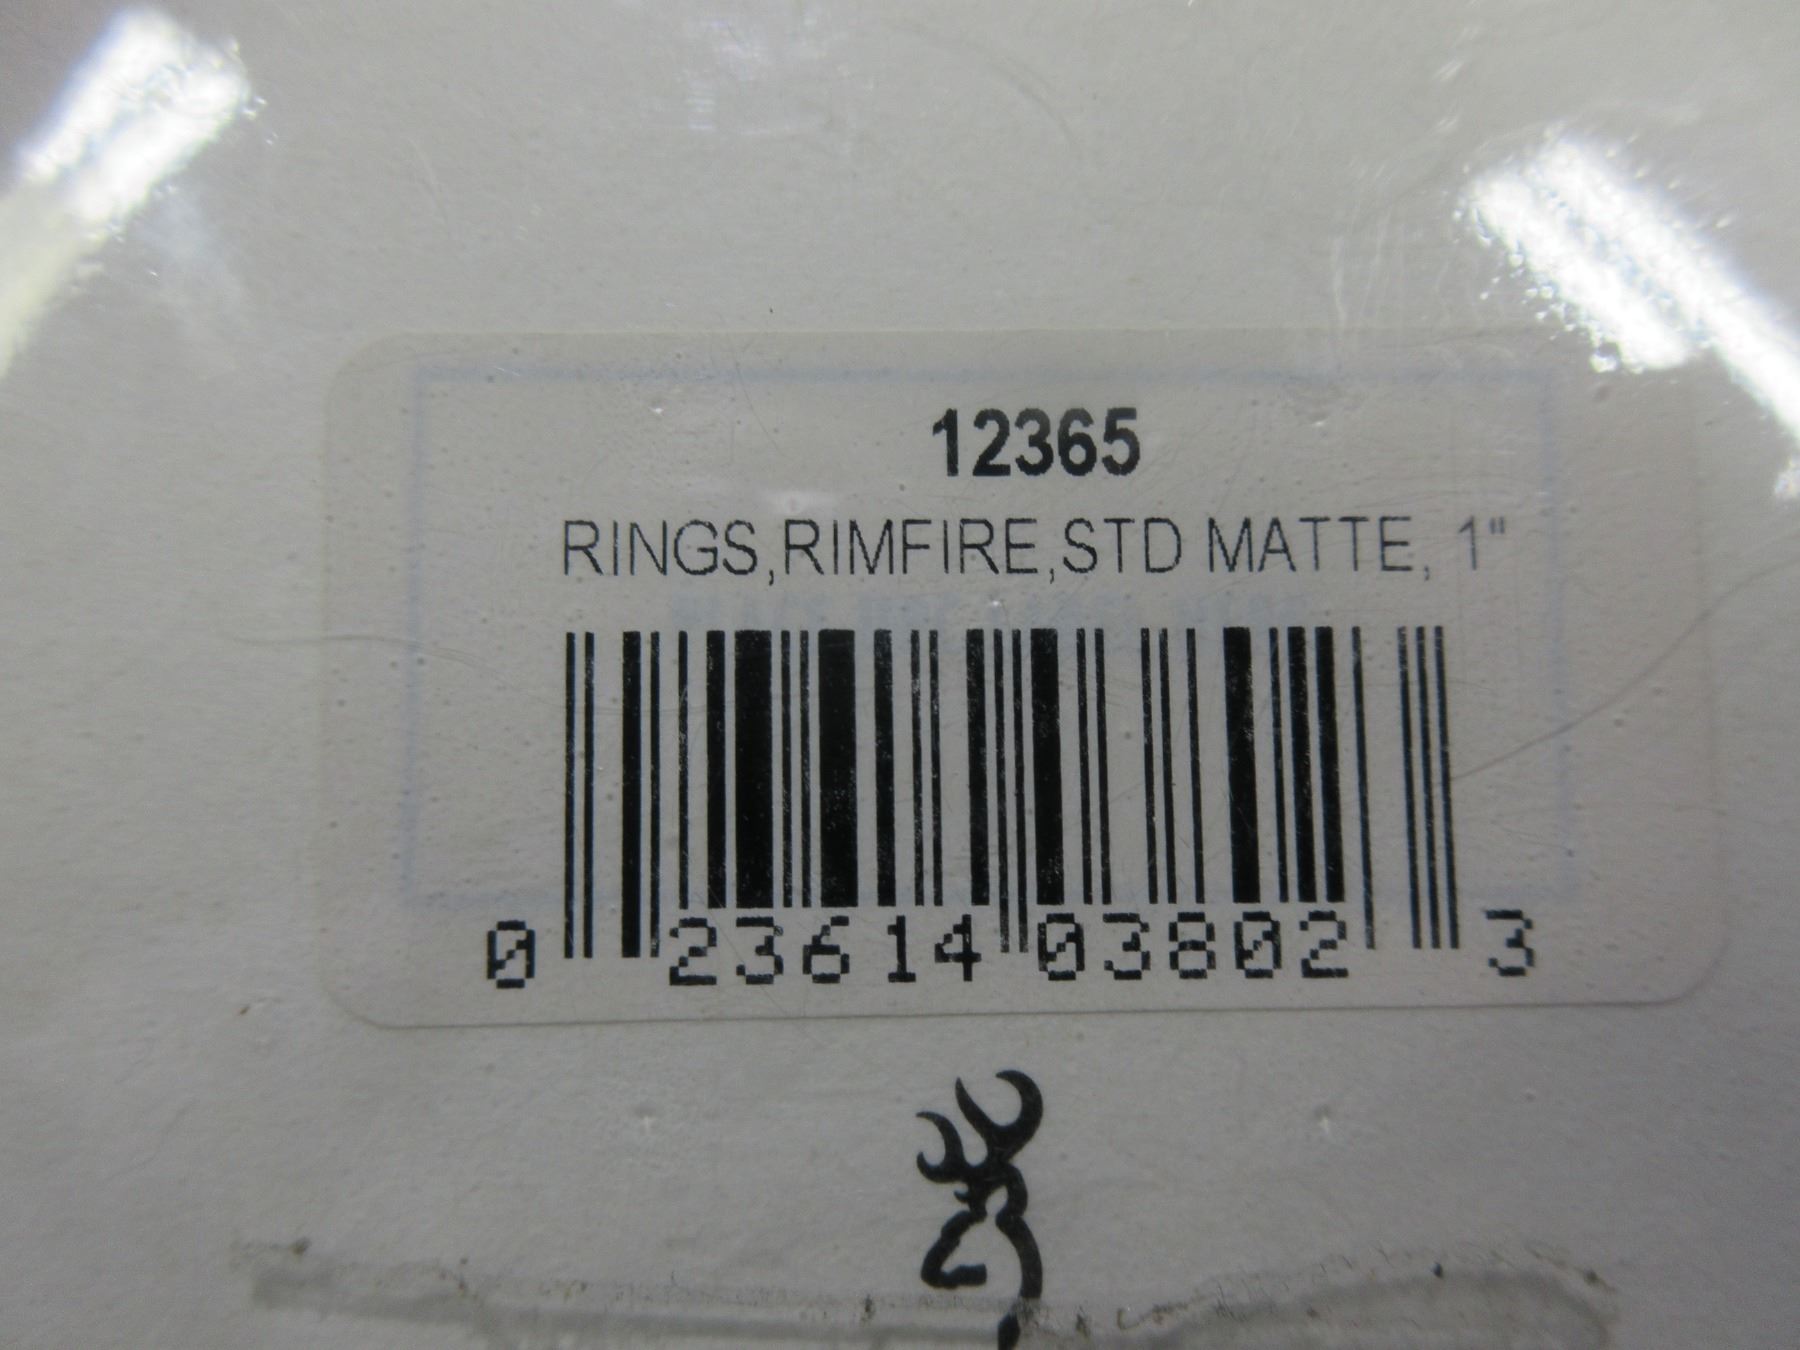 12365
RINGS,RIMFIRE,STD MATTE, 1"
0 23614 03802 3